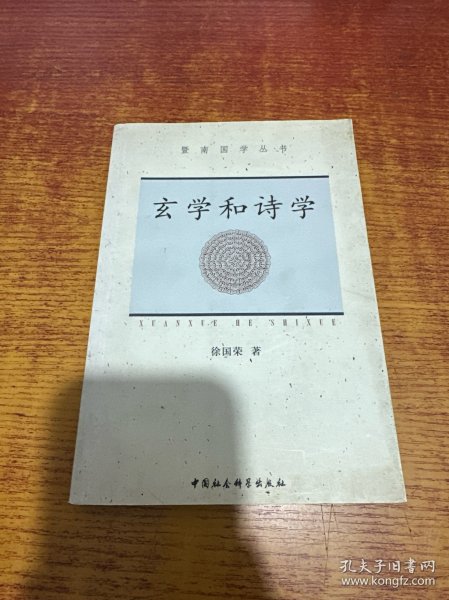 暨南国学丛书
玄学和诗学
XUANXUE HE SHIXUE
徐国荣 著
中国社会科学出版社
孔夫子旧书网
www.kongfz.com